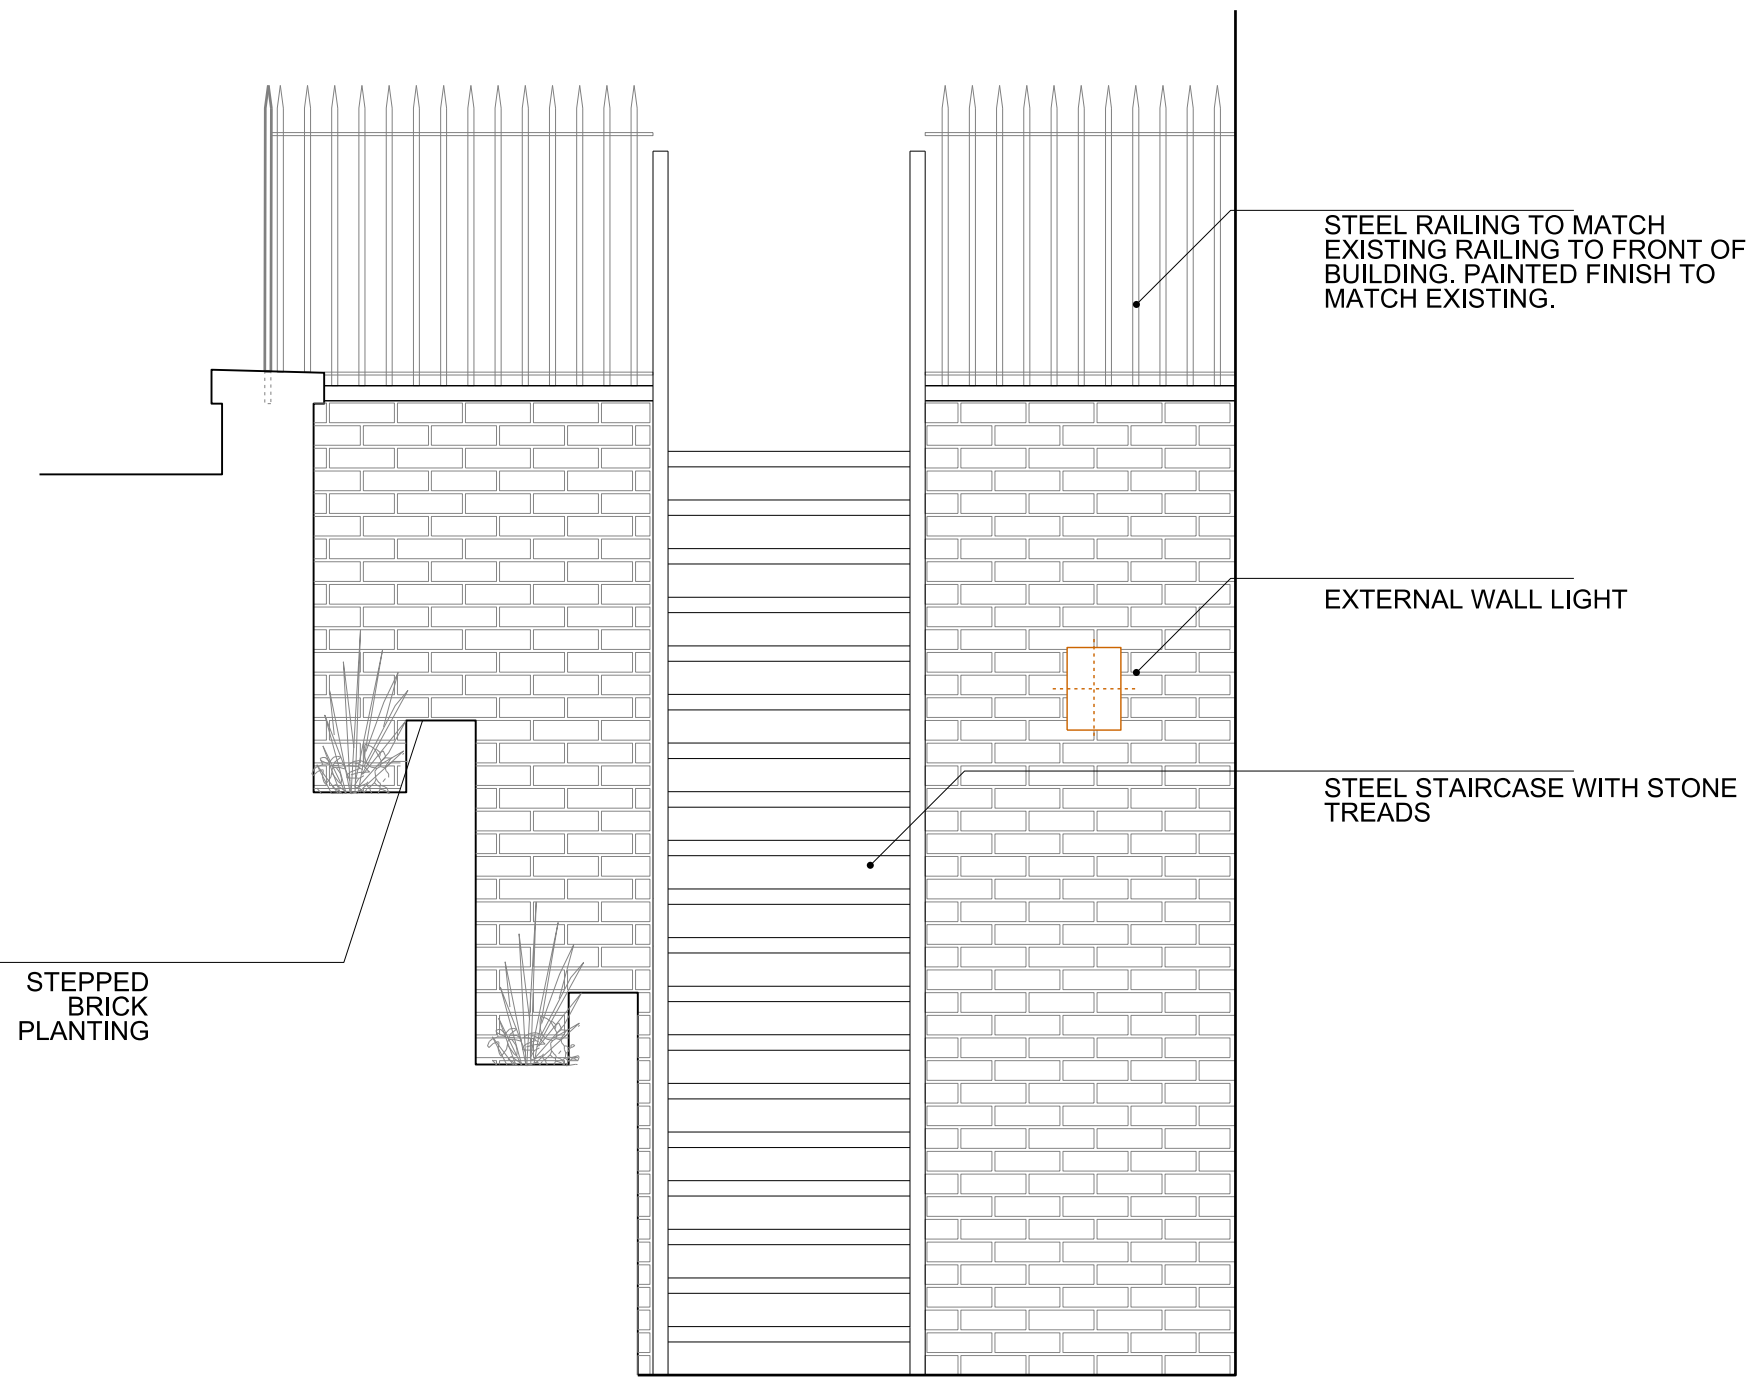 STEEL RAILING TO MATCH
EXISTING RAILING TO FRONT OF
BUILDING. PAINTED FINISH TO
MATCH EXISTING.
EXTERNAL WALL LIGHT
STEEL STAIRCASE WITH STONE
TREADS
STEPPED
BRICK
PLANTING